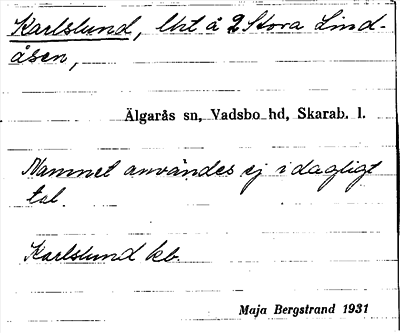 Karlslund, lht å 2 Stora Lind-
åsen,
Älgarås sn, Vadsbo hd, Skarab. l.
Namnet användes ej i dagligt
tal.
Karlslund kb.
Maja Bergstrand 1931